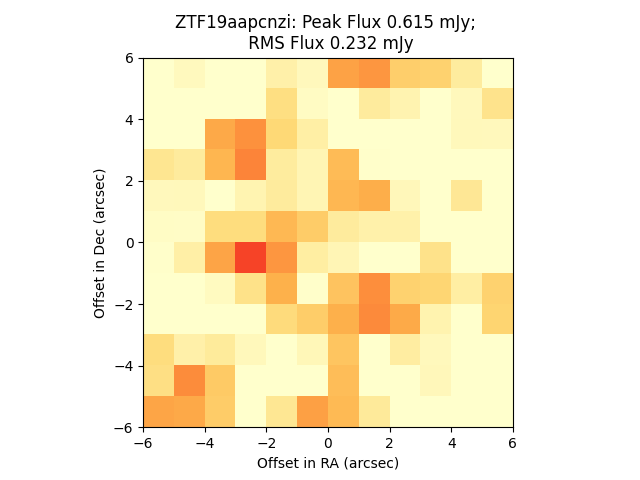 ZTF19aapcnzi: Peak Flux 0.615 mJy;
RMS Flux 0.232 mJy
6
4
2
0
−2
−4
−6
Offset in Dec (arcsec)
−6 −4 −2 0 2 4 6
Offset in RA (arcsec)